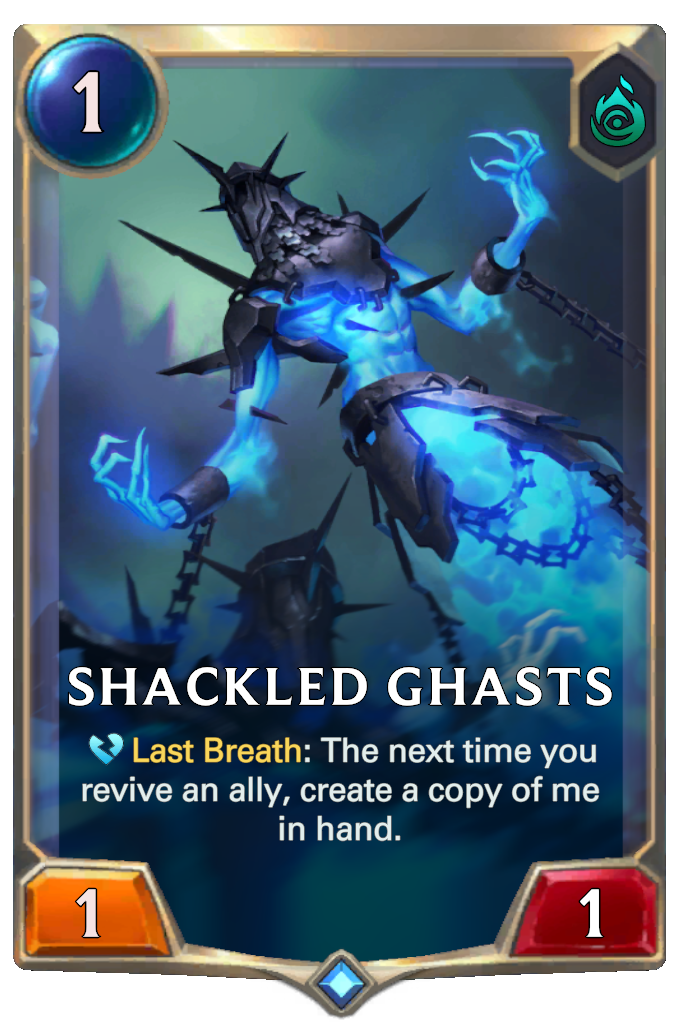 1
SHACKLED GHASTS
Last Breath: The next time you
revive an ally, create a copy of me
in hand.
1
1